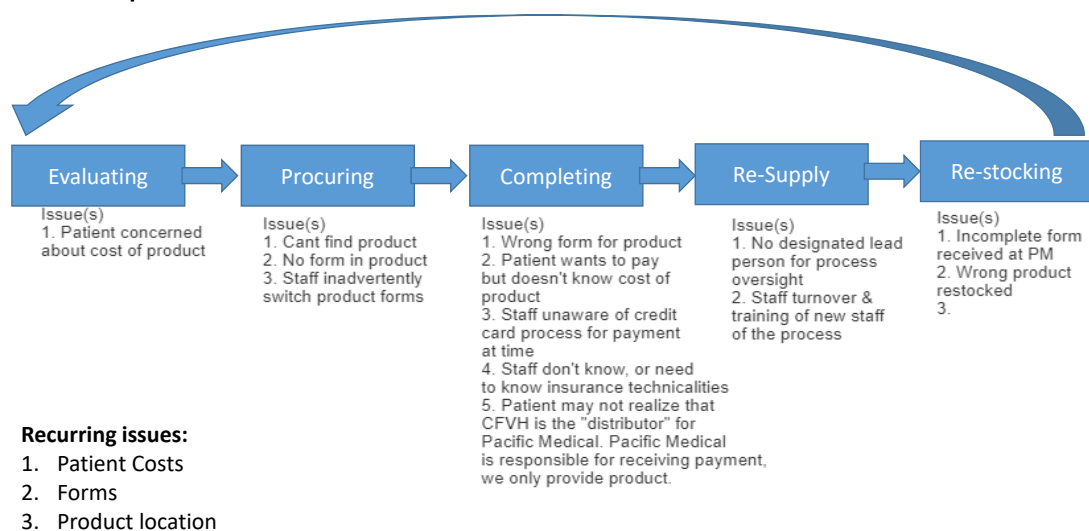 Evaluating
Issue(s)
1. Patient concerned
about cost of product
Procuring
Issue(s)
1. Cant find product
2. No form in product
3. Staff inadvertently
switch product forms
Completing
Issue(s)
1. Wrong form for product
2. Patient wants to pay
but doesn't know cost of
product
3. Staff unaware of credit
card process for payment
at time
4. Staff don't know, or need
to know insurance technicalities
5. Patient may not realize that
CFVH is the "distributor" for
Pacific Medical. Pacific Medical
is responsible for receiving payment,
we only provide product.
Re-Supply
Issue(s)
1. No designated lead
person for process
oversight
2. Staff turnover &
training of new staff
of the process
Re-stocking
Issue(s)
1. Incomplete form
received at PM
2. Wrong product
restocked
3.
Recurring issues:
1. Patient Costs
2. Forms
3. Product location